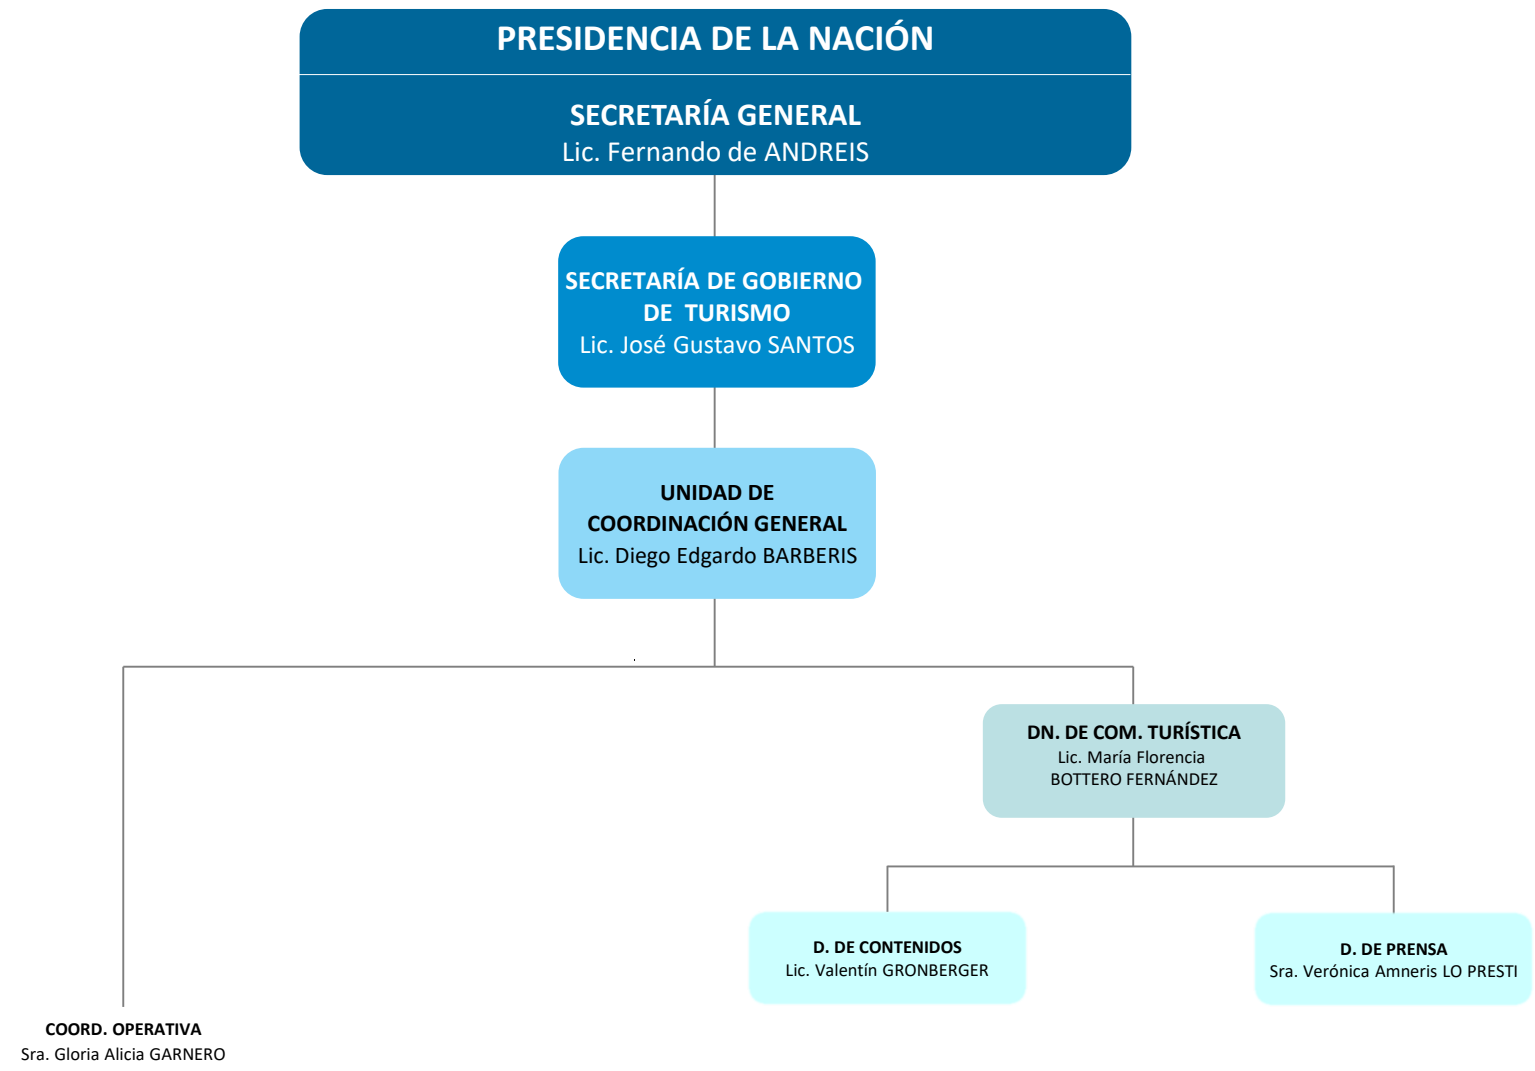 PRESIDENCIA DE LA NACIÓN
SECRETARÍA GENERAL
Lic. Fernando de ANDREIS
SECRETARÍA DE GOBIERNO
DE TURISMO
Lic. José Gustavo SANTOS
UNIDAD DE
COORDINACIÓN GENERAL
Lic. Diego Edgardo BARBERIS
DN. DE COM. TURÍSTICA
Lic. María Florencia
BOTTERO FERNÁNDEZ
D. DE CONTENIDOS
Lic. Valentín GRONBERGER
D. DE PRENSA
Sra. Verónica Amneris LO PRESTI
COORD. OPERATIVA
Sra. Gloria Alicia GARNERO